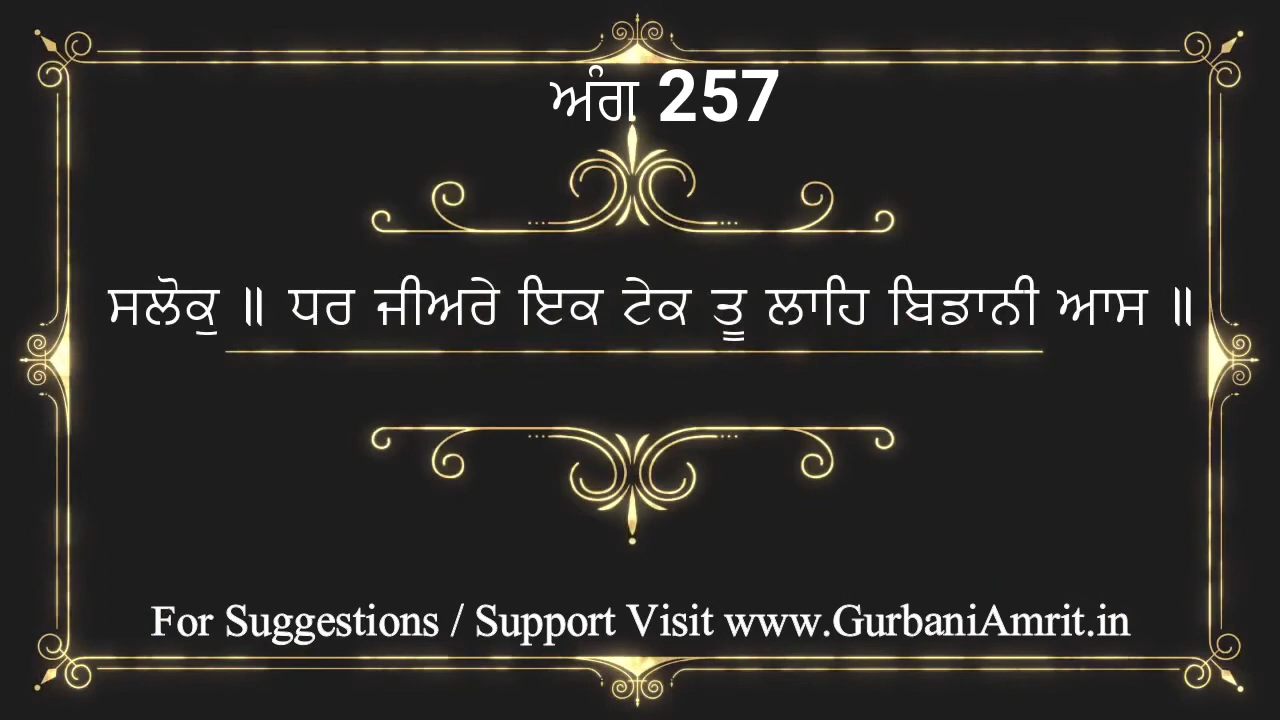 ਅੰਗ 257
ਸਲੋਕੁ ॥ ਧਰ ਜੀਅਰੇ ਇਕ ਟੇਕ ਤੂ ਲਾਹਿ ਬਿਡਾਨੀ ਆਸ ॥
For Suggestions / Support Visit www.GurbaniAmrit.in